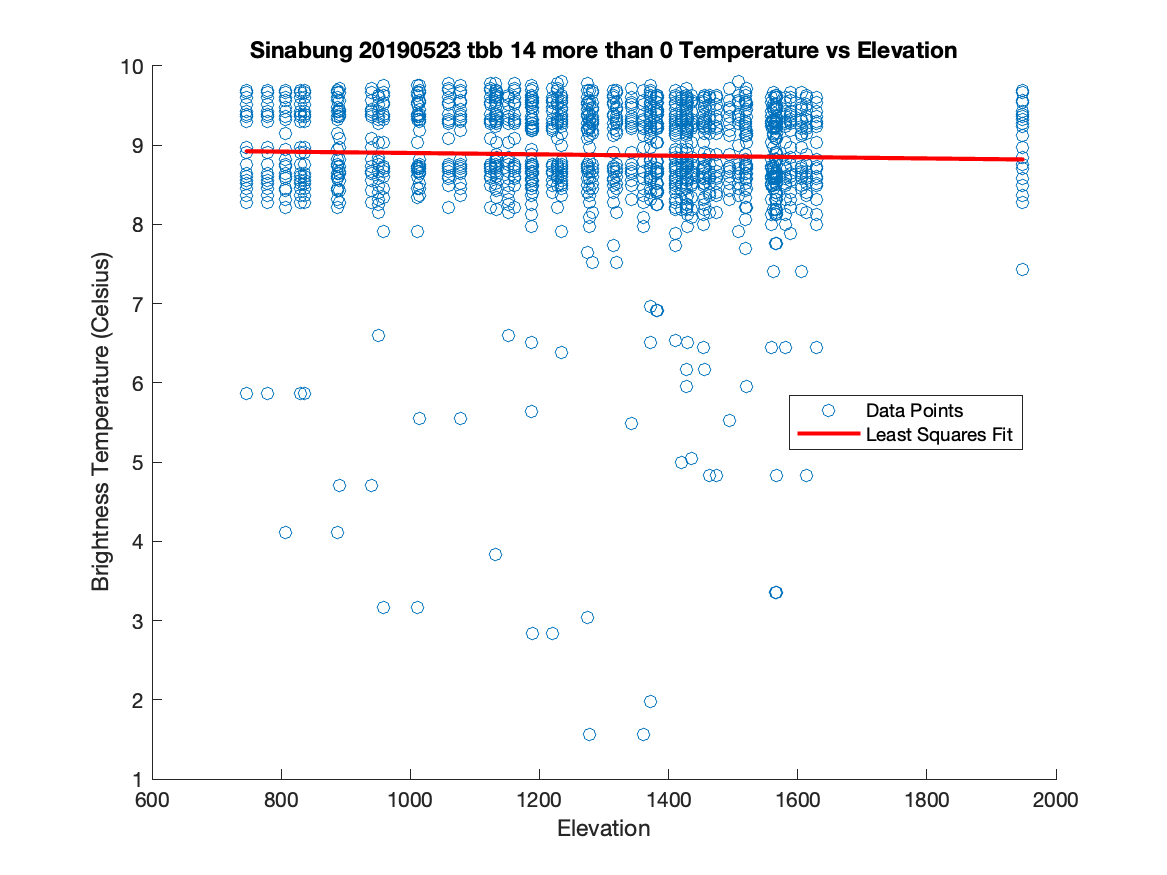 Sinabung 20190523 tbb 14 more than 0 Temperature vs Elevation
10
9
8
7
6
5
4
3
2
1
Brightness Temperature (Celsius)
Data Points
Least Squares Fit
600 800 1000 1200 1400 1600 1800 2000
Elevation